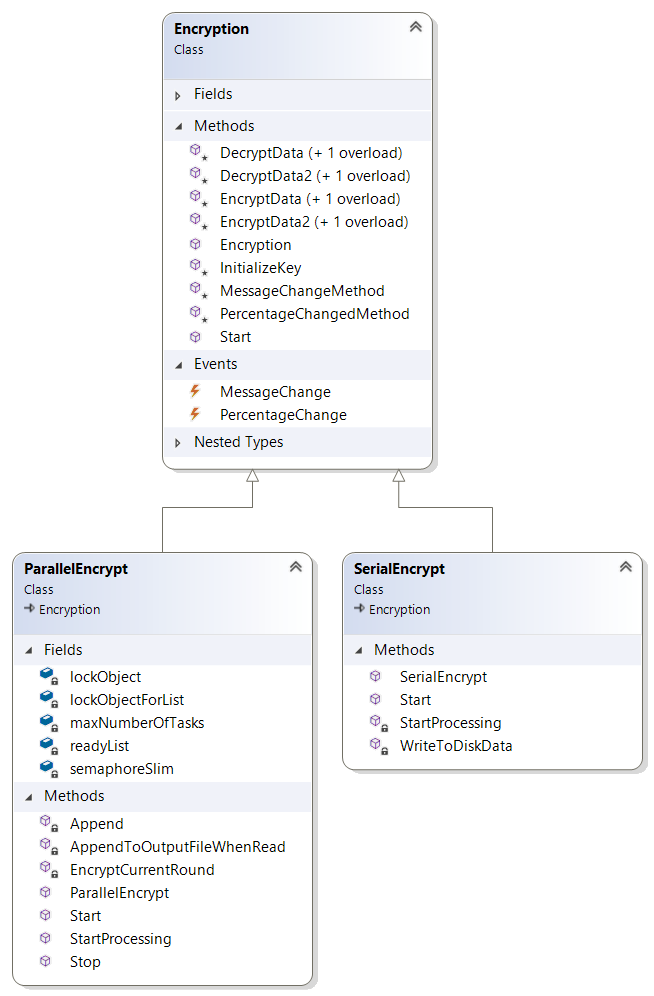 Encryption
Class
Fields
Methods
DecryptData (+ 1 overload)
DecryptData2 (+ 1 overload)
EncryptData (+ 1 overload)
EncryptData2 (+ 1 overload)
Encryption
InitializeKey
MessageChangeMethod
PercentageChangedMethod
Start
Events
MessageChange
PercentageChange
Nested Types
ParallelEncrypt
Class
Encryption
Fields
lockObject
lockObjectForList
maxNumberOfTasks
readyList
semaphoreSlim
Methods
Append
AppendToOutputFileWhenRead
EncryptCurrentRound
ParallelEncrypt
Start
StartProcessing
Stop
SerialEncrypt
Class
Encryption
Methods
SerialEncrypt
Start
StartProcessing
WriteToDiskData